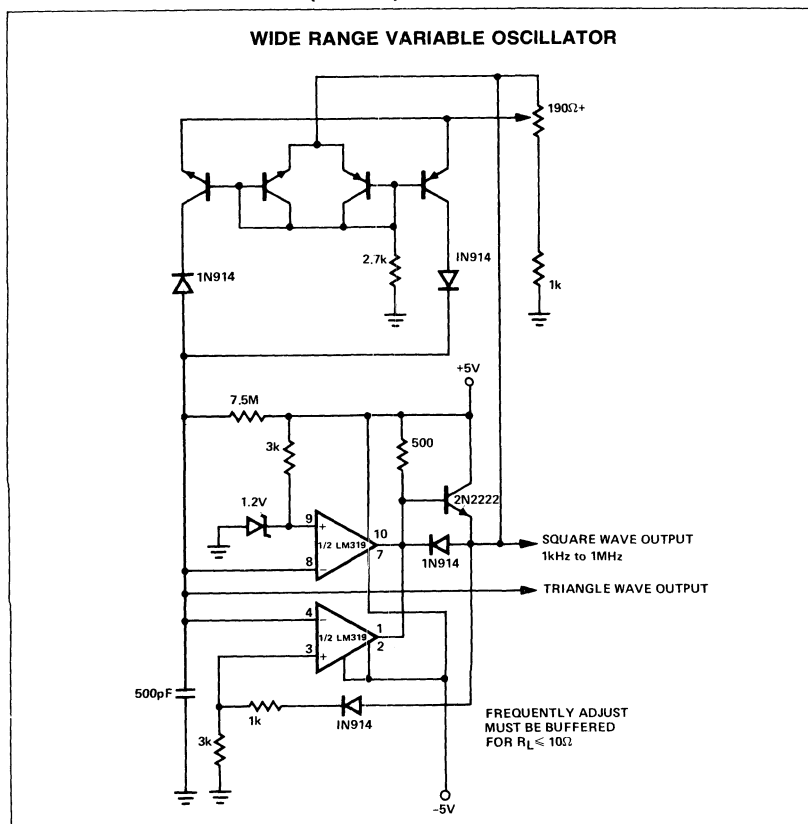 WIDE RANGE VARIABLE OSCILLATOR
190Ω+
2.7k
1N914
IN914
1k
+5V
7.5M
3k
500
1.2V
2N2222
9
+
10
1/2 LM319
7
8
−
1N914
SQUARE WAVE OUTPUT
1kHz to 1MHz
TRIANGLE WAVE OUTPUT
4
−
1
1/2 LM319
2
3
+
500pF
1k
IN914
3k
FREQUENTLY ADJUST
MUST BE BUFFERED
FOR RL ≤ 10Ω
−5V